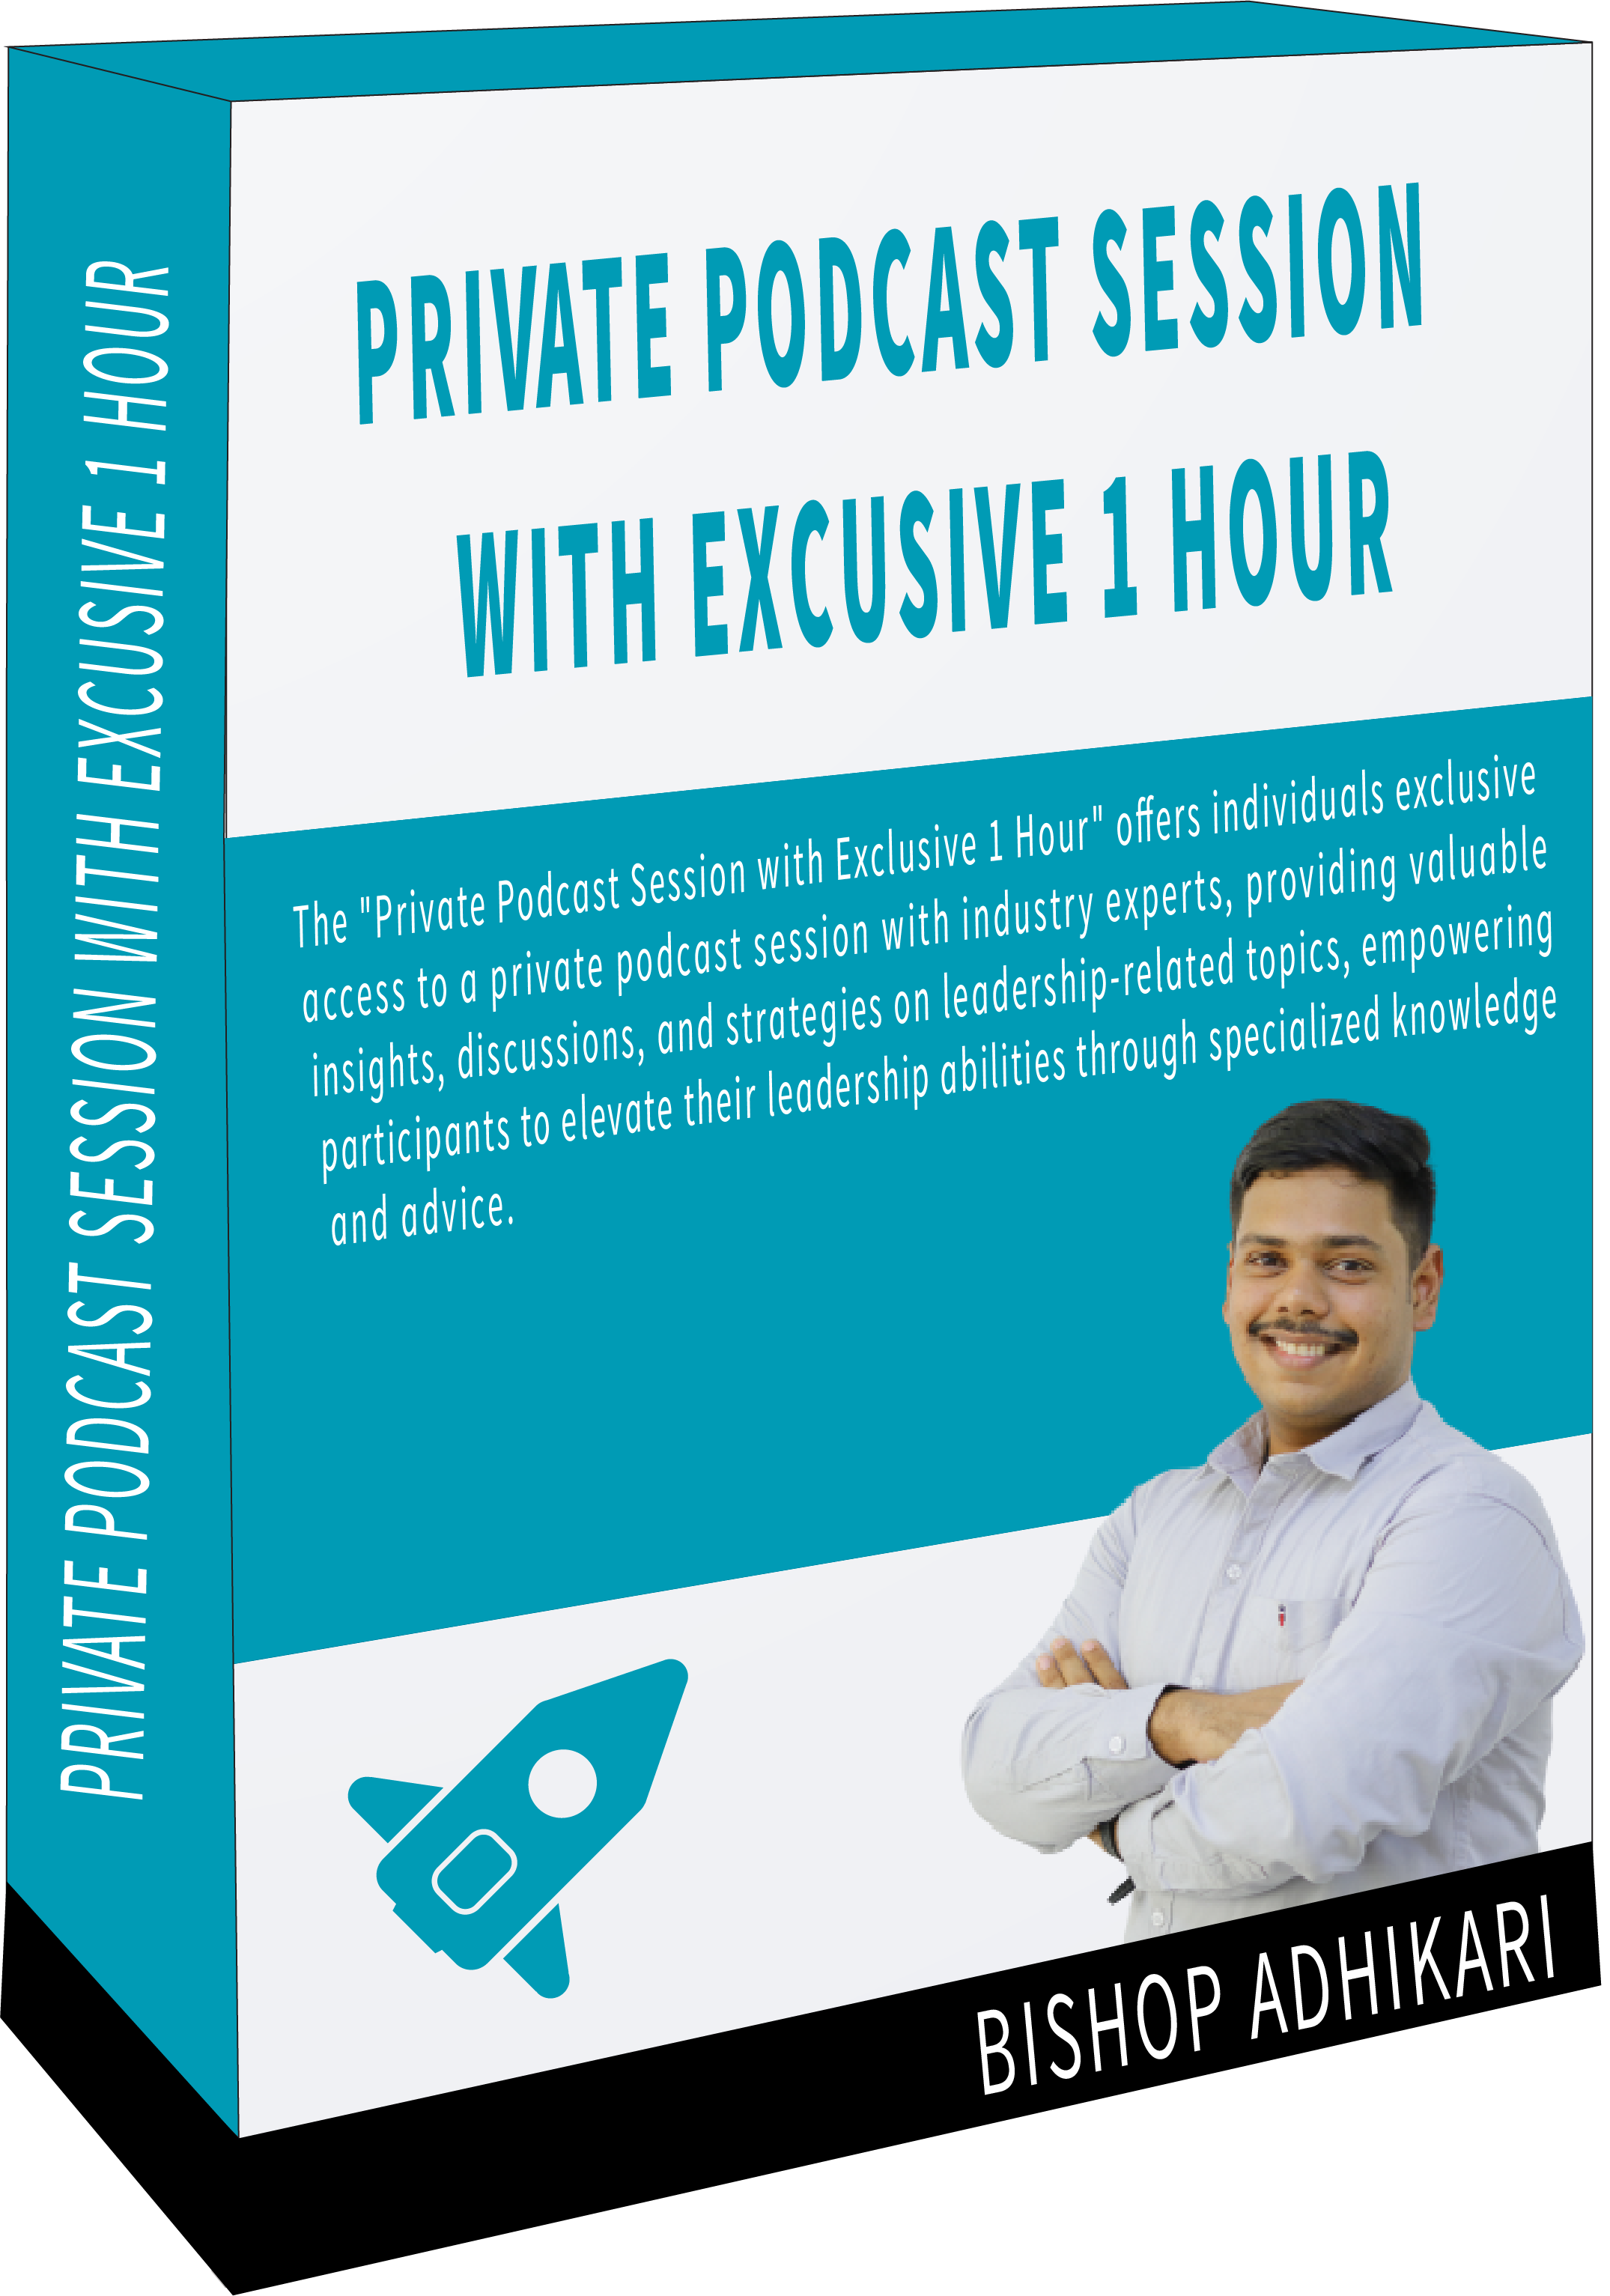 PRIVATE PODCAST SESSION WITH EXCUSIVE 1 HOUR
PRIVATE PODCAST SESSION
WITH EXCUSIVE 1 HOUR
The "Private Podcast Session with Exclusive 1 Hour" offers individuals exclusive
access to a private podcast session with industry experts, providing valuable
insights, discussions, and strategies on leadership-related topics, empowering
participants to elevate their leadership abilities through specialized knowledge
and advice.
BISHOP ADHIKARI